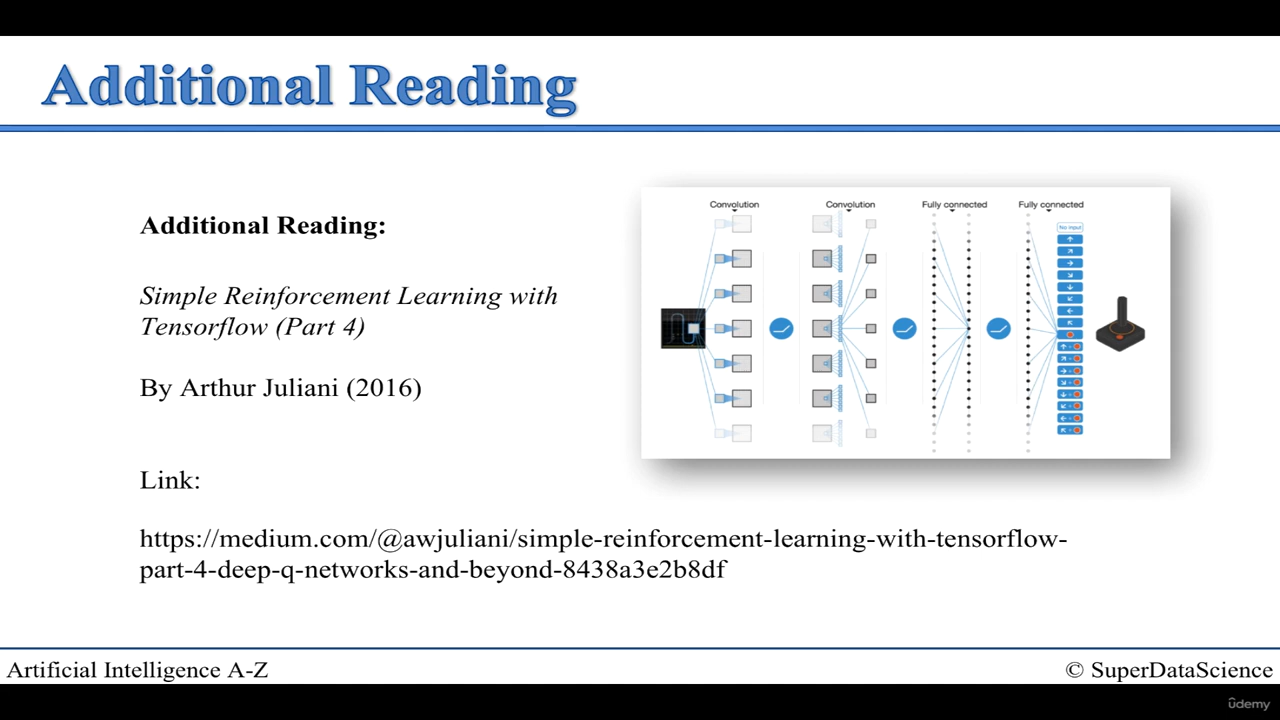 Additional Reading
Additional Reading:
Simple Reinforcement Learning with
Tensorflow (Part 4)
By Arthur Juliani (2016)
Link:
https://medium.com/@awjuliani/simple-reinforcement-learning-with-tensorflow-
part-4-deep-q-networks-and-beyond-8438a3e2b8df
Convolution Convolution Fully connected Fully connected
No input
Artificial Intelligence A-Z
© SuperDataScience
ûdemy